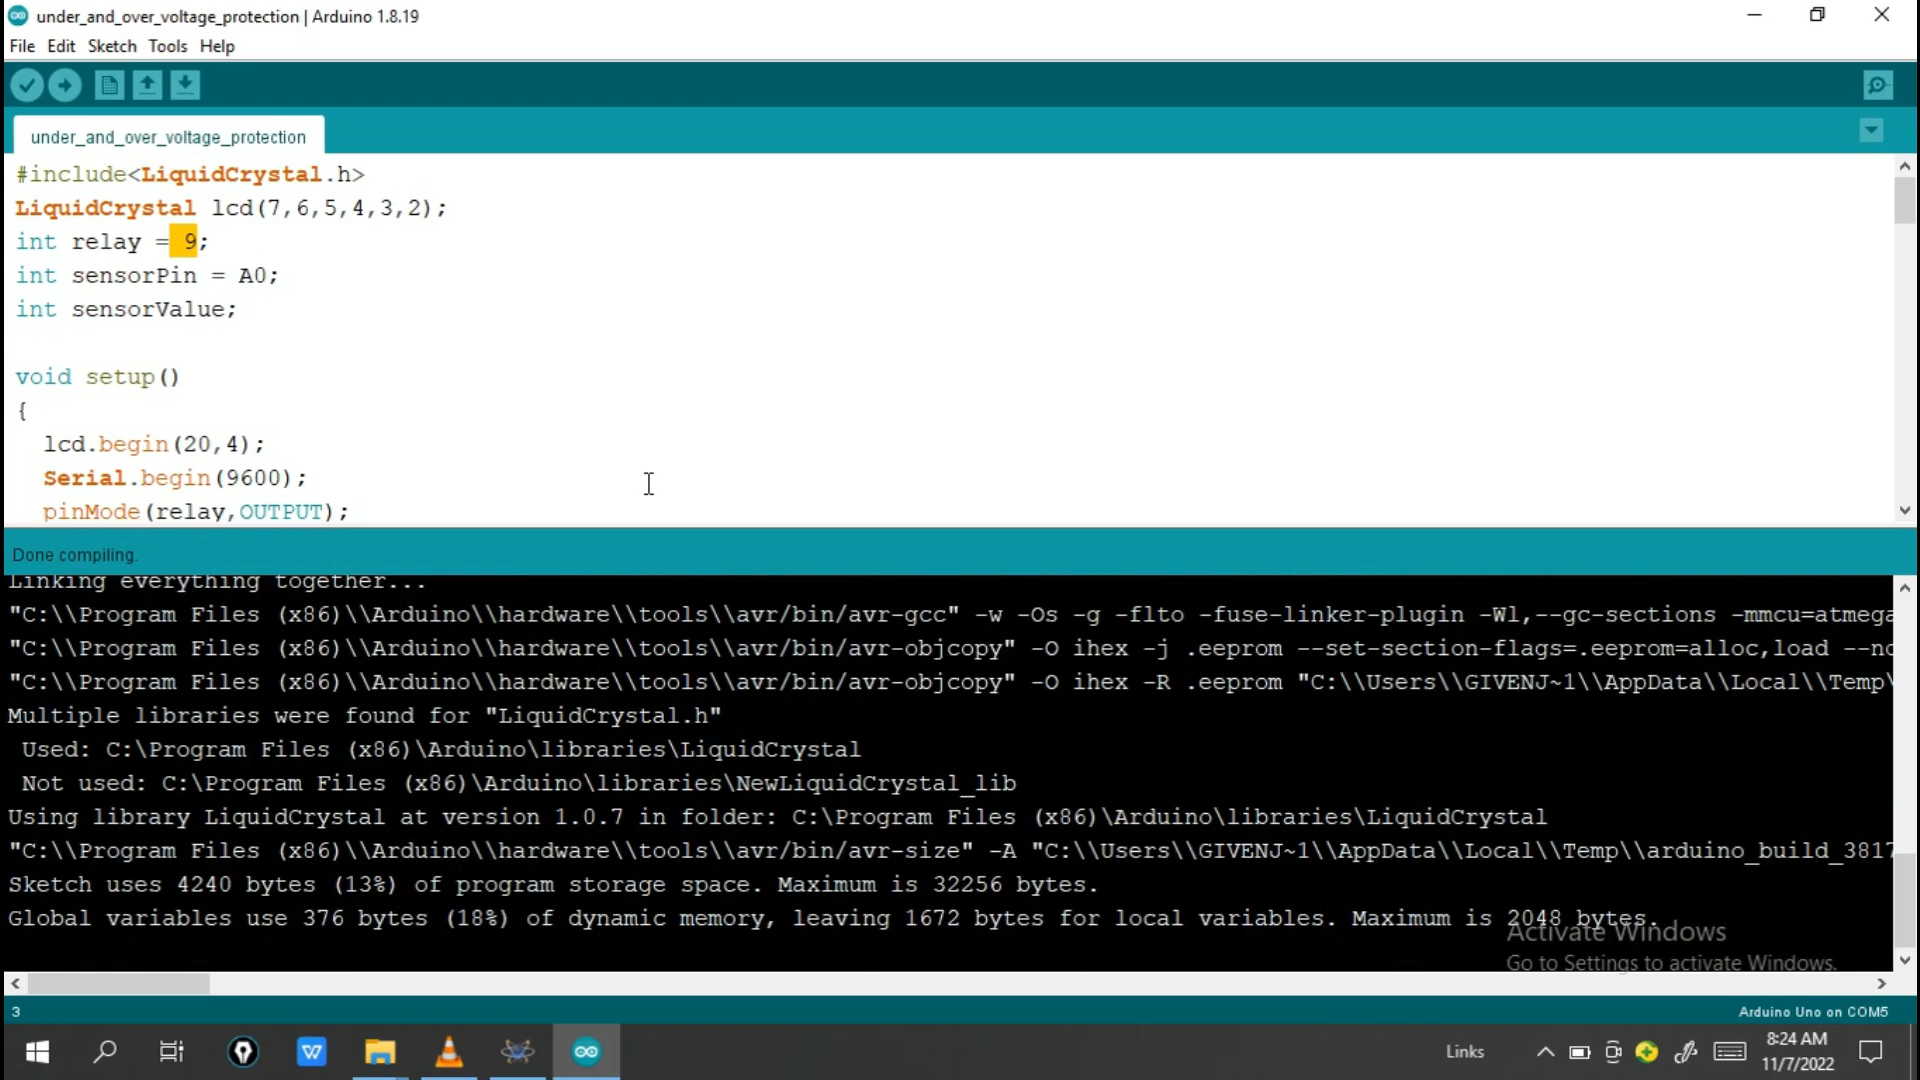 under_and_over_voltage_protection | Arduino 1.8.19
File Edit Sketch Tools Help
under_and_over_voltage_protection
#include<LiquidCrystal.h>
LiquidCrystal lcd(7,6,5,4,3,2);
int relay = 9;
int sensorPin = A0;
int sensorValue;
void setup()
{
lcd.begin(20,4);
Serial.begin(9600);
pinMode(relay,OUTPUT);
Done compiling.
Linking everything together...
"C:\\Program Files (x86)\\Arduino\\hardware\\tools\\avr/bin/avr-gcc" -w -Os -g -flto -fuse-linker-plugin -Wl,--gc-sections -mmcu=atmega
"C:\\Program Files (x86)\\Arduino\\hardware\\tools\\avr/bin/avr-objcopy" -O ihex -j .eeprom --set-section-flags=.eeprom=alloc,load --no
"C:\\Program Files (x86)\\Arduino\\hardware\\tools\\avr/bin/avr-objcopy" -O ihex -R .eeprom "C:\\Users\\GIVENJ~1\\AppData\\Local\\Temp\
Multiple libraries were found for "LiquidCrystal.h"
Used: C:\Program Files (x86)\Arduino\libraries\LiquidCrystal
Not used: C:\Program Files (x86)\Arduino\libraries\NewLiquidCrystal_lib
Using library LiquidCrystal at version 1.0.7 in folder: C:\Program Files (x86)\Arduino\libraries\LiquidCrystal
"C:\\Program Files (x86)\\Arduino\\hardware\\tools\\avr/bin/avr-size" -A "C:\\Users\\GIVENJ~1\\AppData\\Local\\Temp\\arduino_build_3817
Sketch uses 4240 bytes (13%) of program storage space. Maximum is 32256 bytes.
Global variables use 376 bytes (18%) of dynamic memory, leaving 1672 bytes for local variables. Maximum is 2048 bytes.
Activate Windows
Go to Settings to activate Windows.
3
Arduino Uno on COM5
Links
8:24 AM
11/7/2022